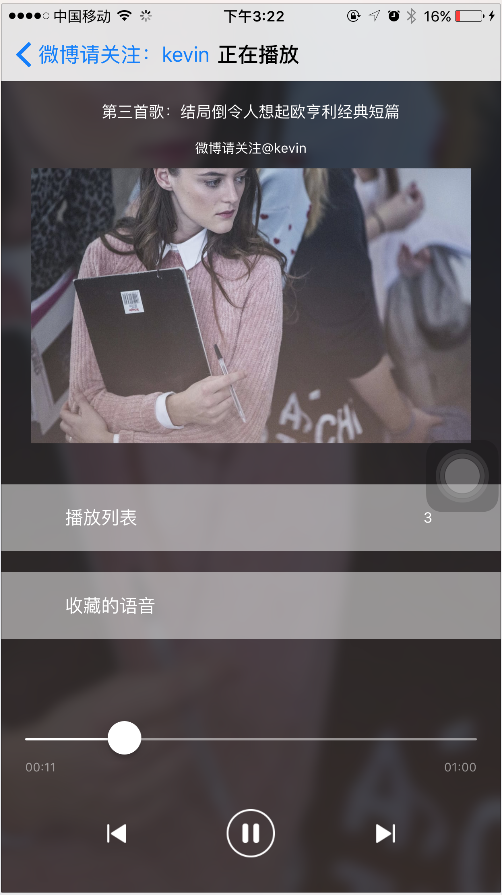 中国移动 下午3:22 16%
微博请关注：kevin 正在播放
第三首歌：结局倒令人想起欧亨利经典短篇
微博请关注@kevin
播放列表 3
收藏的语音
00:11 01:00